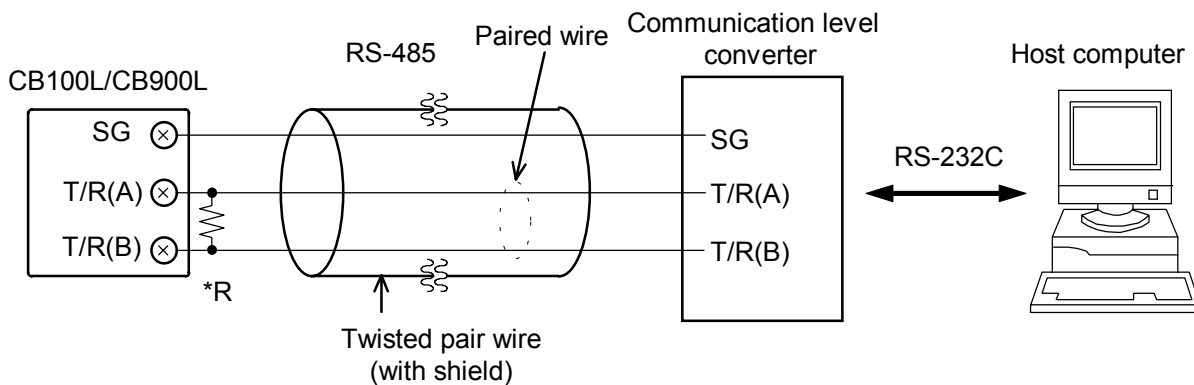 Communication level
converter
Paired wire
RS-485
Host computer
CB100L/CB900L
SG
T/R(A)
T/R(B)
*R
SG
T/R(A)
T/R(B)
RS-232C
Twisted pair wire
(with shield)